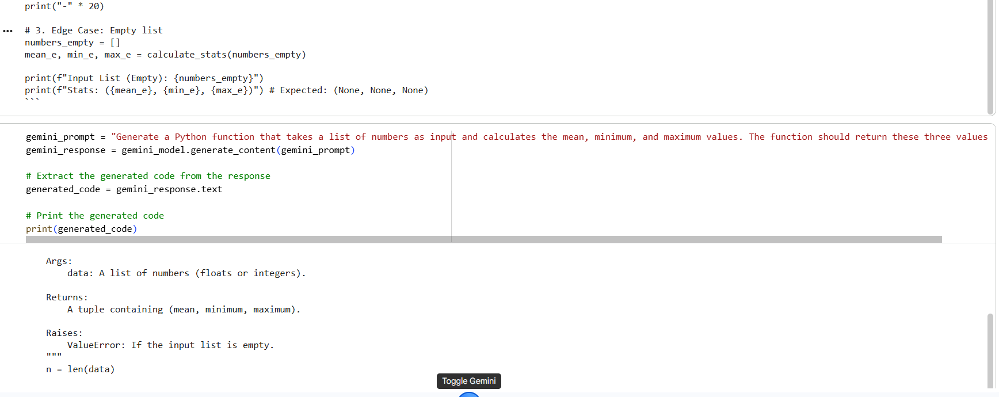 print("-" * 20)
# 3. Edge Case: Empty list
numbers_empty = []
mean_e, min_e, max_e = calculate_stats(numbers_empty)
print(f"Input List (Empty): {numbers_empty}")
print(f"Stats: ({mean_e}, {min_e}, {max_e})") # Expected: (None, None, None)
```
gemini_prompt = "Generate a Python function that takes a list of numbers as input and calculates the mean, minimum, and maximum values. The function should return these three values
gemini_response = gemini_model.generate_content(gemini_prompt)
# Extract the generated code from the response
generated_code = gemini_response.text
# Print the generated code
print(generated_code)
Args:
data: A list of numbers (floats or integers).
Returns:
A tuple containing (mean, minimum, maximum).
Raises:
ValueError: If the input list is empty.
"""
n = len(data)
Toggle Gemini